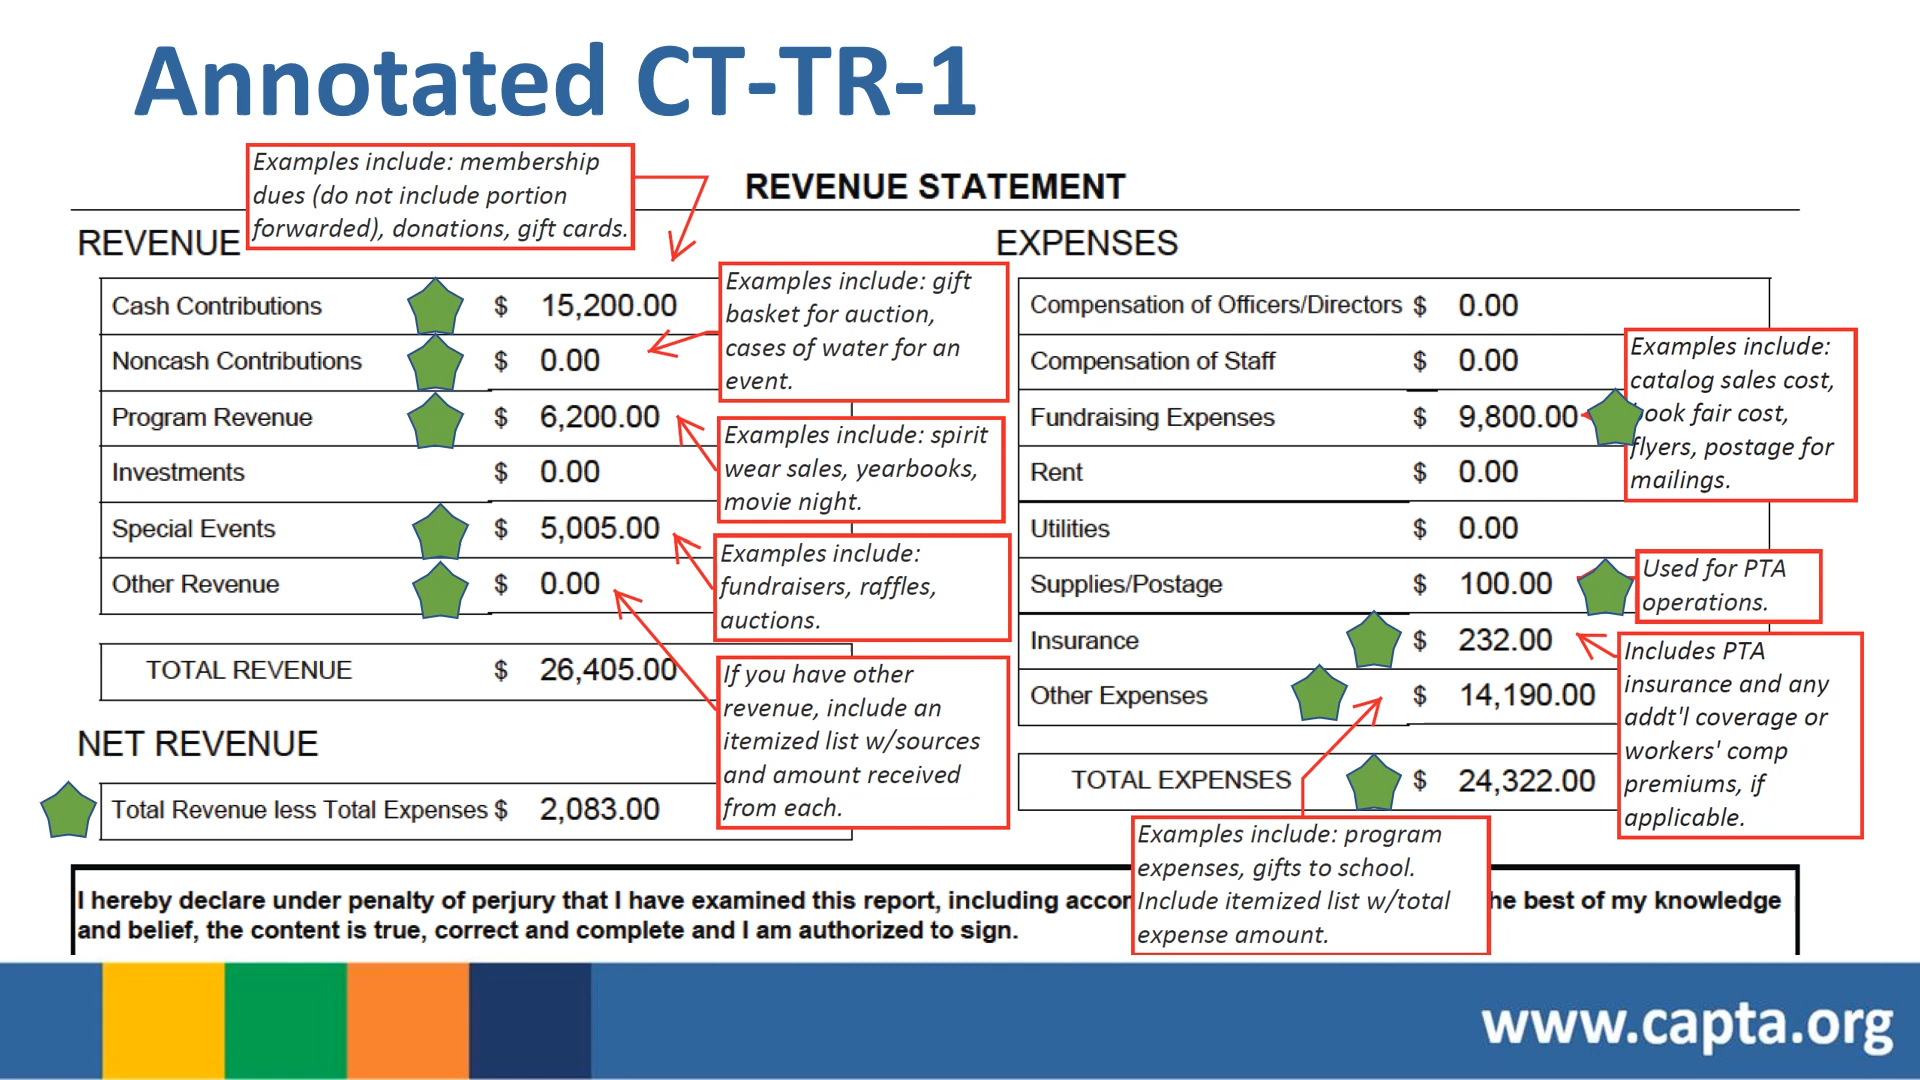 Annotated CT-TR-1
Examples include: membership
dues (do not include portion
forwarded), donations, gift cards.
REVENUE STATEMENT
REVENUE
Cash Contributions $ 15,200.00
Noncash Contributions $ 0.00
Program Revenue $ 6,200.00
Investments $ 0.00
Special Events $ 5,005.00
Other Revenue $ 0.00
TOTAL REVENUE $ 26,405.00
NET REVENUE
Total Revenue less Total Expenses $ 2,083.00
Examples include: gift
basket for auction,
cases of water for an
event.
Examples include: spirit
wear sales, yearbooks,
movie night.
Examples include:
fundraisers, raffles,
auctions.
If you have other
revenue, include an
itemized list w/sources
and amount received
from each.
EXPENSES
Compensation of Officers/Directors $ 0.00
Compensation of Staff $ 0.00
Fundraising Expenses $ 9,800.00
Rent $ 0.00
Utilities $ 0.00
Supplies/Postage $ 100.00
Insurance $ 232.00
Other Expenses $ 14,190.00
TOTAL EXPENSES $ 24,322.00
Examples include:
catalog sales cost,
book fair cost,
flyers, postage for
mailings.
Used for PTA
operations.
Includes PTA
insurance and any
addt'l coverage or
workers' comp
premiums, if
applicable.
Examples include: program
expenses, gifts to school.
Include itemized list w/total
expense amount.
I hereby declare under penalty of perjury that I have examined this report, including he best of my knowledge
and belief, the content is true, correct and complete and I am authorized to sign.
www.capta.org